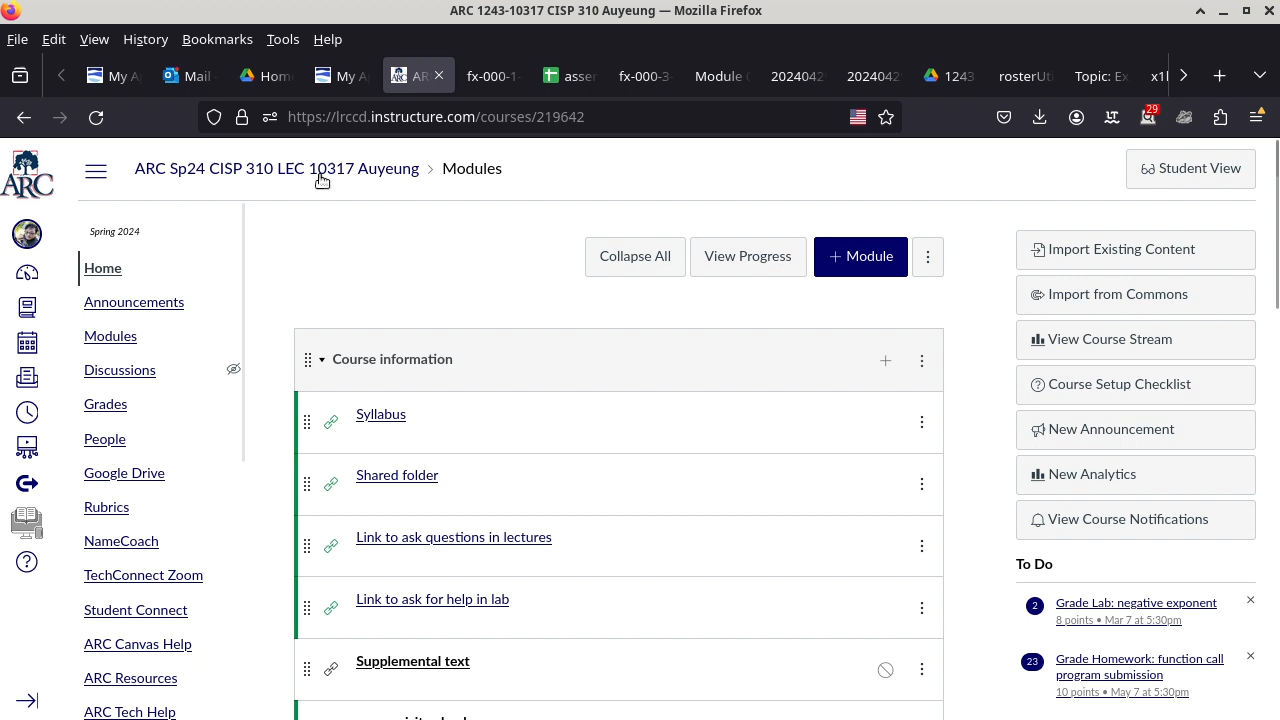 ARC 1243-10317 CISP 310 Auyeung — Mozilla Firefox
File Edit View History Bookmarks Tools Help
My A Mail Hom My A AR fx-000-1- asser fx-000-3- Module 2024042 2024042 1243 rosterUt Topic: Ex x1
https://lrccd.instructure.com/courses/219642
29
ARC
ARC Sp24 CISP 310 LEC 10317 Auyeung > Modules
Student View
Spring 2024
Home
Announcements
Modules
Discussions
Grades
People
Google Drive
Rubrics
NameCoach
TechConnect Zoom
Student Connect
ARC Canvas Help
ARC Resources
ARC Tech Help
Collapse All View Progress + Module
Course information
Syllabus
Shared folder
Link to ask questions in lectures
Link to ask for help in lab
Supplemental text
Import Existing Content
Import from Commons
View Course Stream
Course Setup Checklist
New Announcement
New Analytics
View Course Notifications
To Do
2 Grade Lab: negative exponent
8 points • Mar 7 at 5:30pm
23 Grade Homework: function call
program submission
10 points • May 7 at 5:30pm